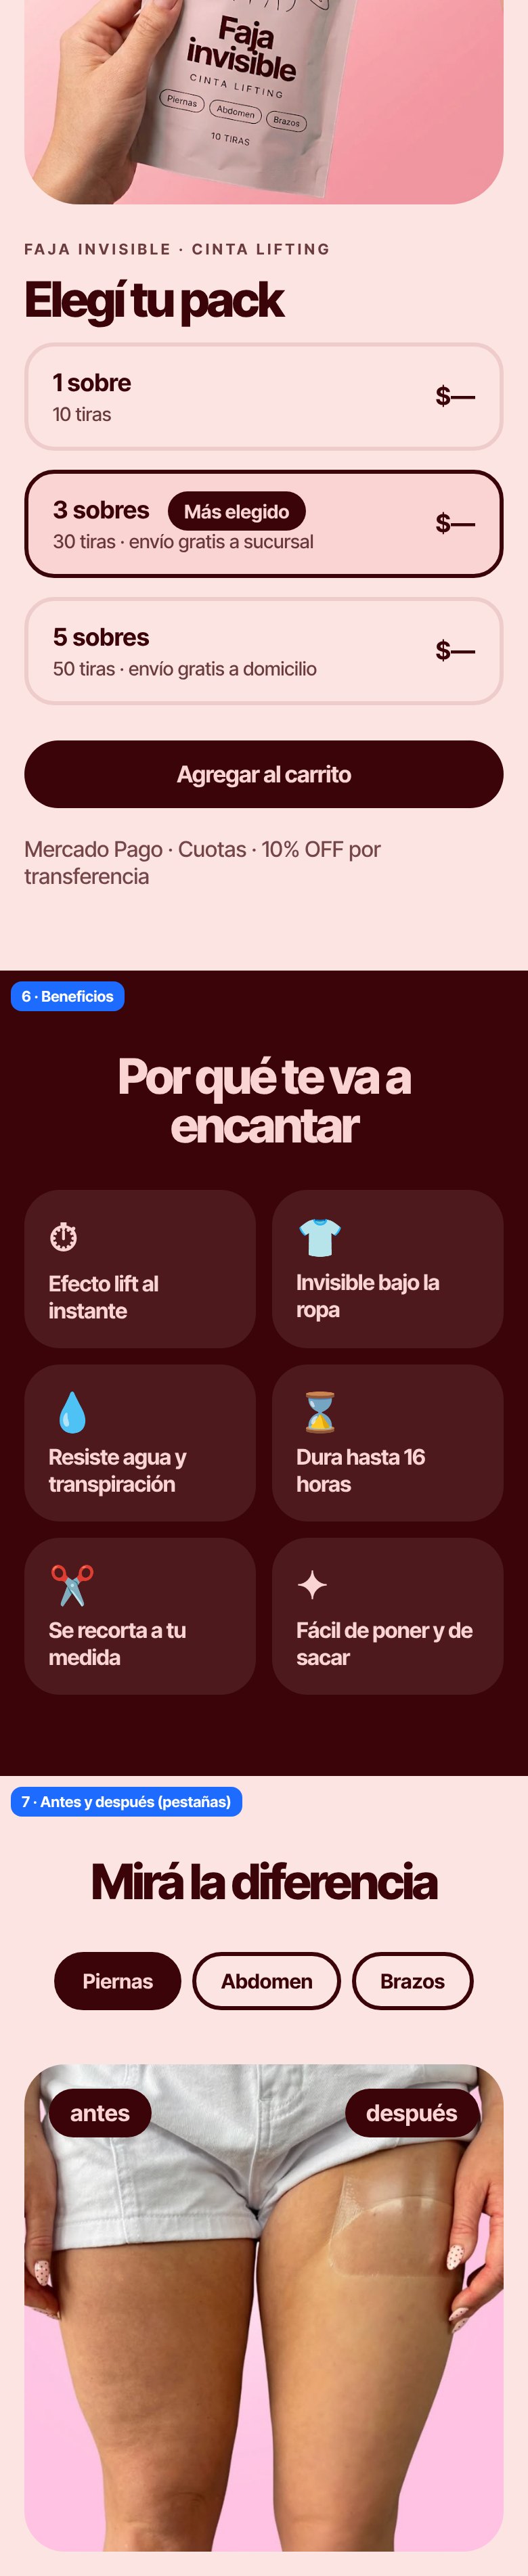 Faja
invisible
CINTA LIFTING
Piernas Abdomen Brazos
10 TIRAS
FAJA INVISIBLE · CINTA LIFTING
Elegí tu pack
1 sobre
10 tiras
$—
3 sobres Más elegido
30 tiras · envío gratis a sucursal
$—
5 sobres
50 tiras · envío gratis a domicilio
$—
Agregar al carrito
Mercado Pago · Cuotas · 10% OFF por
transferencia
6 · Beneficios
Por qué te va a
encantar
Efecto lift al
instante
Invisible bajo la
ropa
Resiste agua y
transpiración
Dura hasta 16
horas
Se recorta a tu
medida
Fácil de poner y de
sacar
7 · Antes y después (pestañas)
Mirá la diferencia
Piernas Abdomen Brazos
antes después